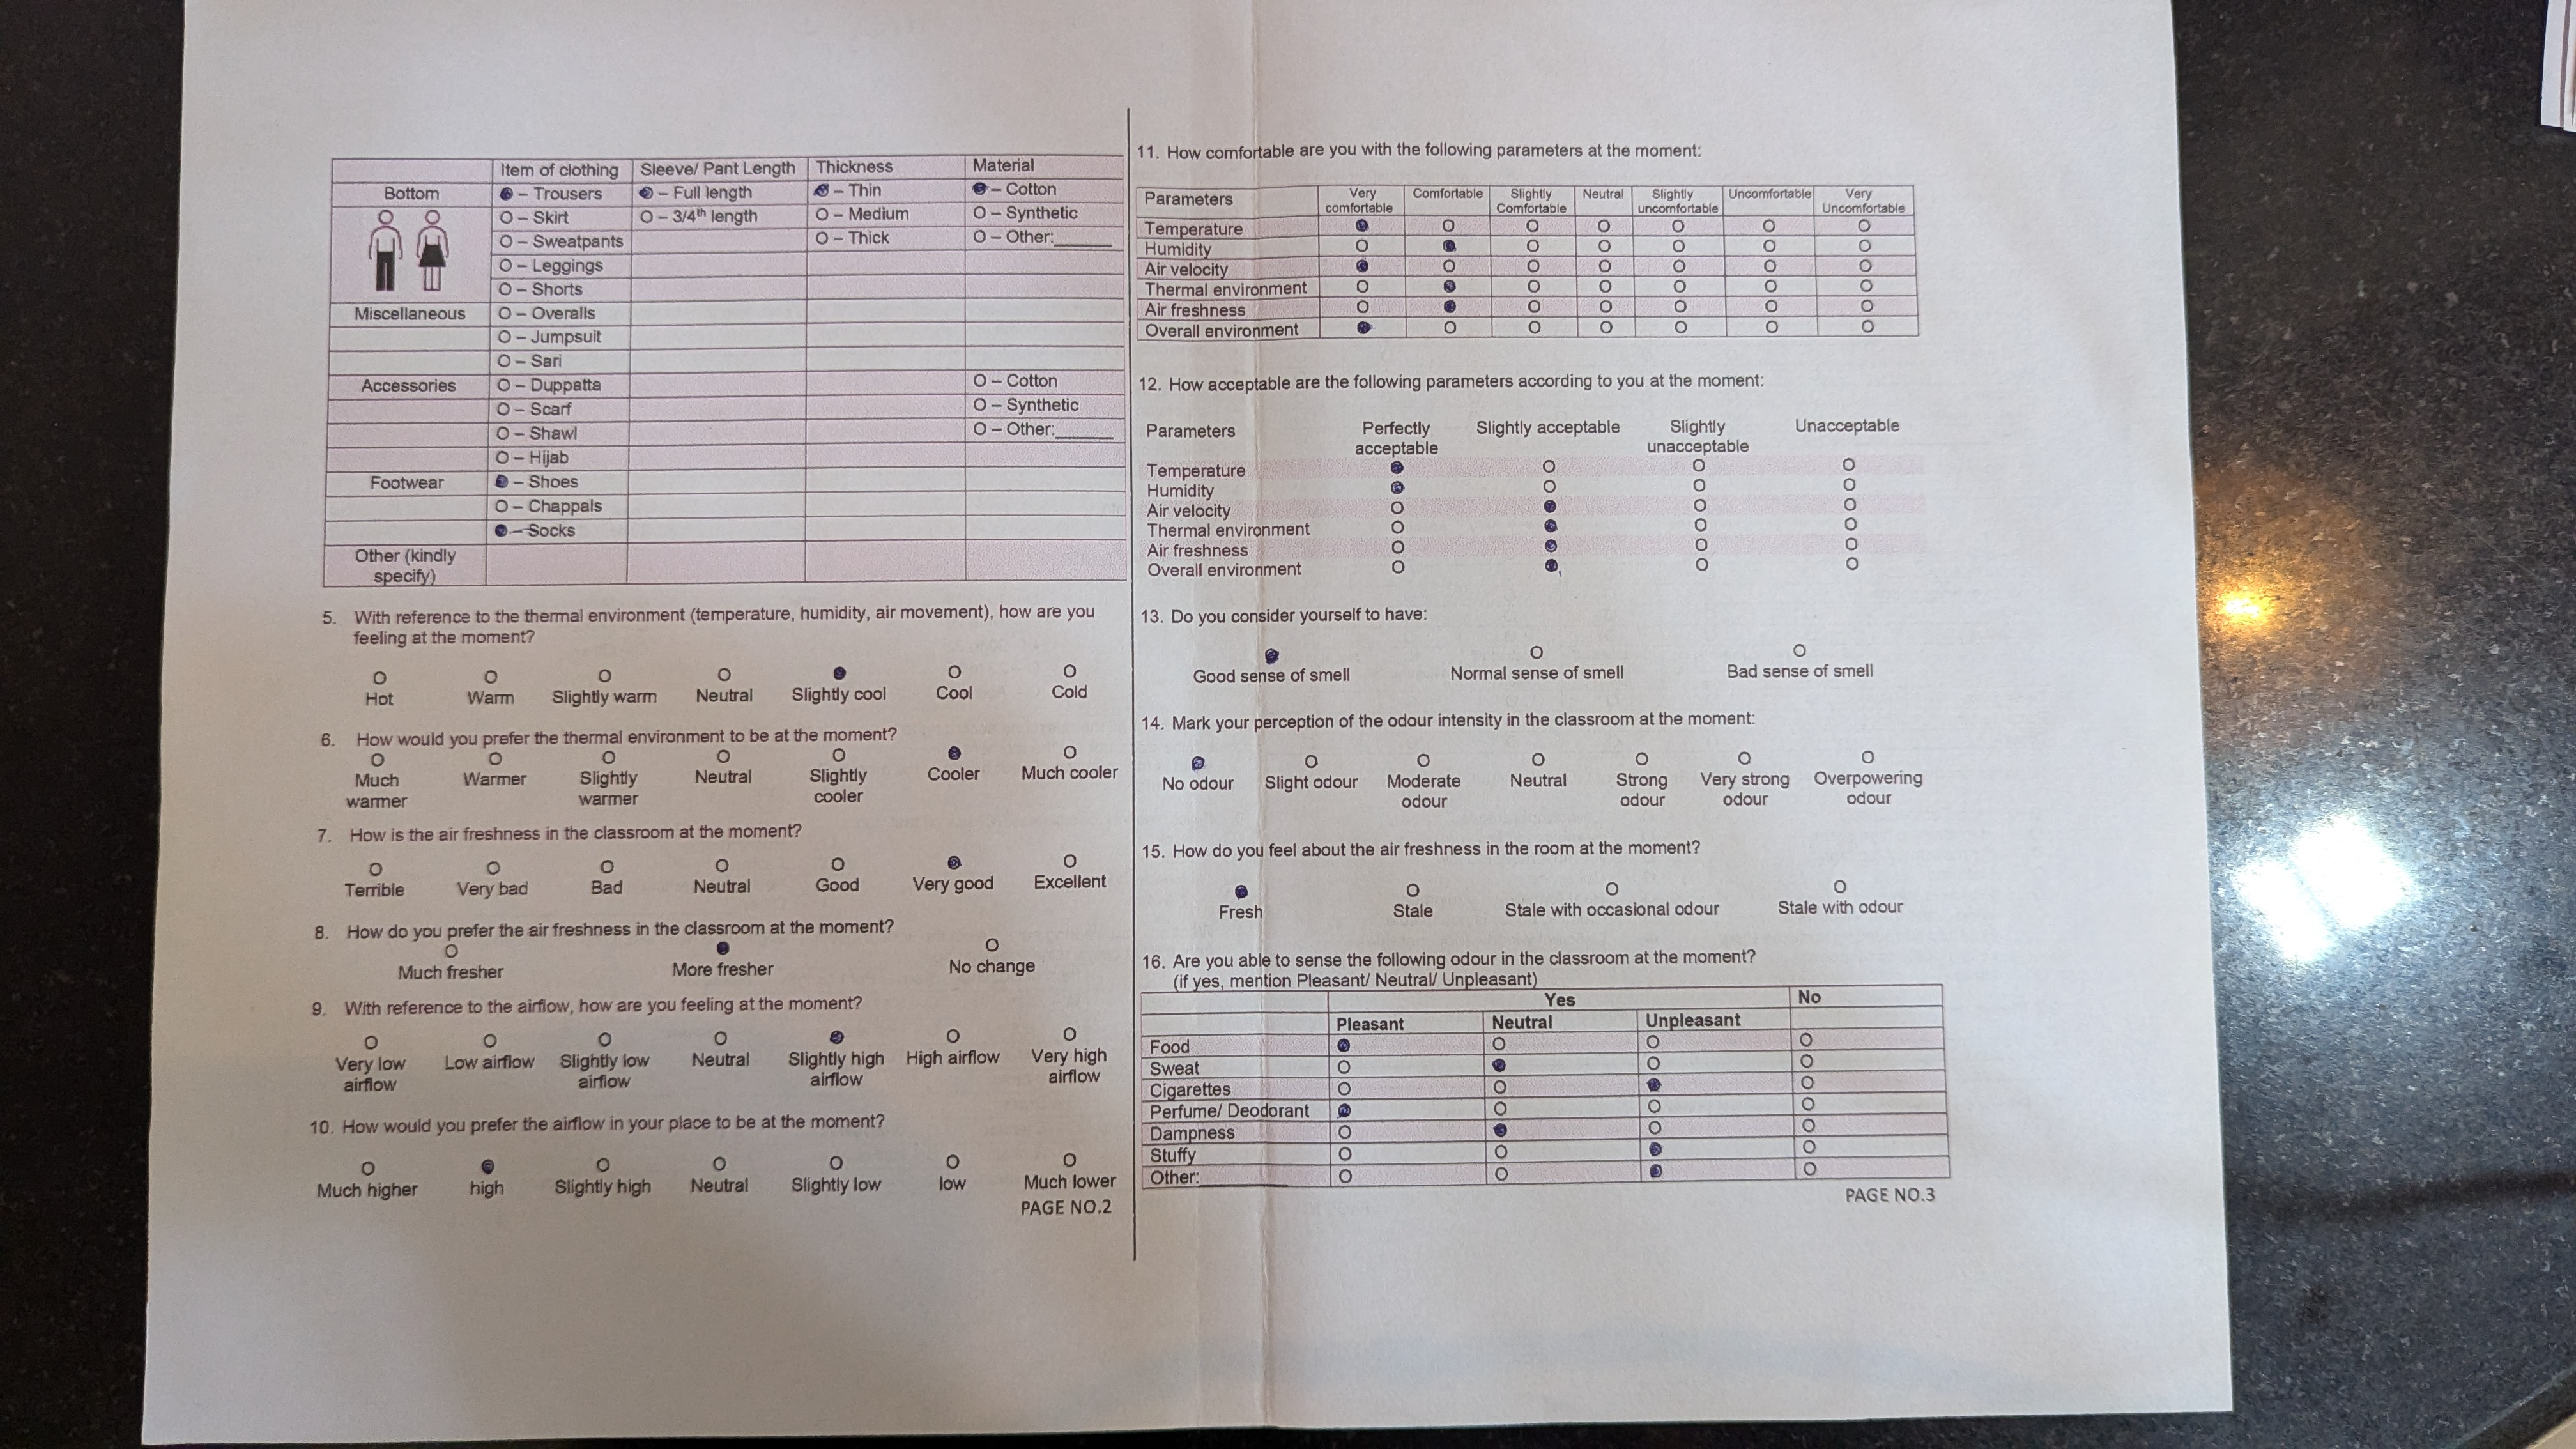 Item of clothing Sleeve/ Pant Length Thickness Material
Bottom – Trousers – Full length – Thin – Cotton
O – Skirt O – 3/4th length O – Medium O – Synthetic
O – Sweatpants O – Thick O – Other:______
O – Leggings
O – Shorts
Miscellaneous O – Overalls
O – Jumpsuit
O – Sari
Accessories O – Duppatta O – Cotton
O – Scarf O – Synthetic
O – Shawl O – Other:______
O – Hijab
Footwear – Shoes
O – Chappals
– Socks
Other (kindly
specify)
5. With reference to the thermal environment (temperature, humidity, air movement), how are you
feeling at the moment?
Hot Warm Slightly warm Neutral Slightly cool Cool Cold
6. How would you prefer the thermal environment to be at the moment?
Much Warmer Slightly Neutral Slightly Cooler Much cooler
warmer warmer cooler
7. How is the air freshness in the classroom at the moment?
Terrible Very bad Bad Neutral Good Very good Excellent
8. How do you prefer the air freshness in the classroom at the moment?
Much fresher More fresher No change
9. With reference to the airflow, how are you feeling at the moment?
Very low Low airflow Slightly low Neutral Slightly high High airflow Very high
airflow airflow airflow airflow
10. How would you prefer the airflow in your place to be at the moment?
Much higher high Slightly high Neutral Slightly low low Much lower
PAGE NO.2
11. How comfortable are you with the following parameters at the moment:
Parameters Very Comfortable Slightly Neutral Slightly Uncomfortable Very
comfortable Comfortable uncomfortable Uncomfortable
Temperature
Humidity
Air velocity
Thermal environment
Air freshness
Overall environment
12. How acceptable are the following parameters according to you at the moment:
Parameters Perfectly Slightly acceptable Slightly Unacceptable
acceptable unacceptable
Temperature
Humidity
Air velocity
Thermal environment
Air freshness
Overall environment
13. Do you consider yourself to have:
Good sense of smell Normal sense of smell Bad sense of smell
14. Mark your perception of the odour intensity in the classroom at the moment:
No odour Slight odour Moderate Neutral Strong Very strong Overpowering
odour odour odour odour
15. How do you feel about the air freshness in the room at the moment?
Fresh Stale Stale with occasional odour Stale with odour
16. Are you able to sense the following odour in the classroom at the moment?
(if yes, mention Pleasant/ Neutral/ Unpleasant)
Yes No
Pleasant Neutral Unpleasant
Food
Sweat
Cigarettes
Perfume/ Deodorant
Dampness
Stuffy
Other:__________
PAGE NO.3